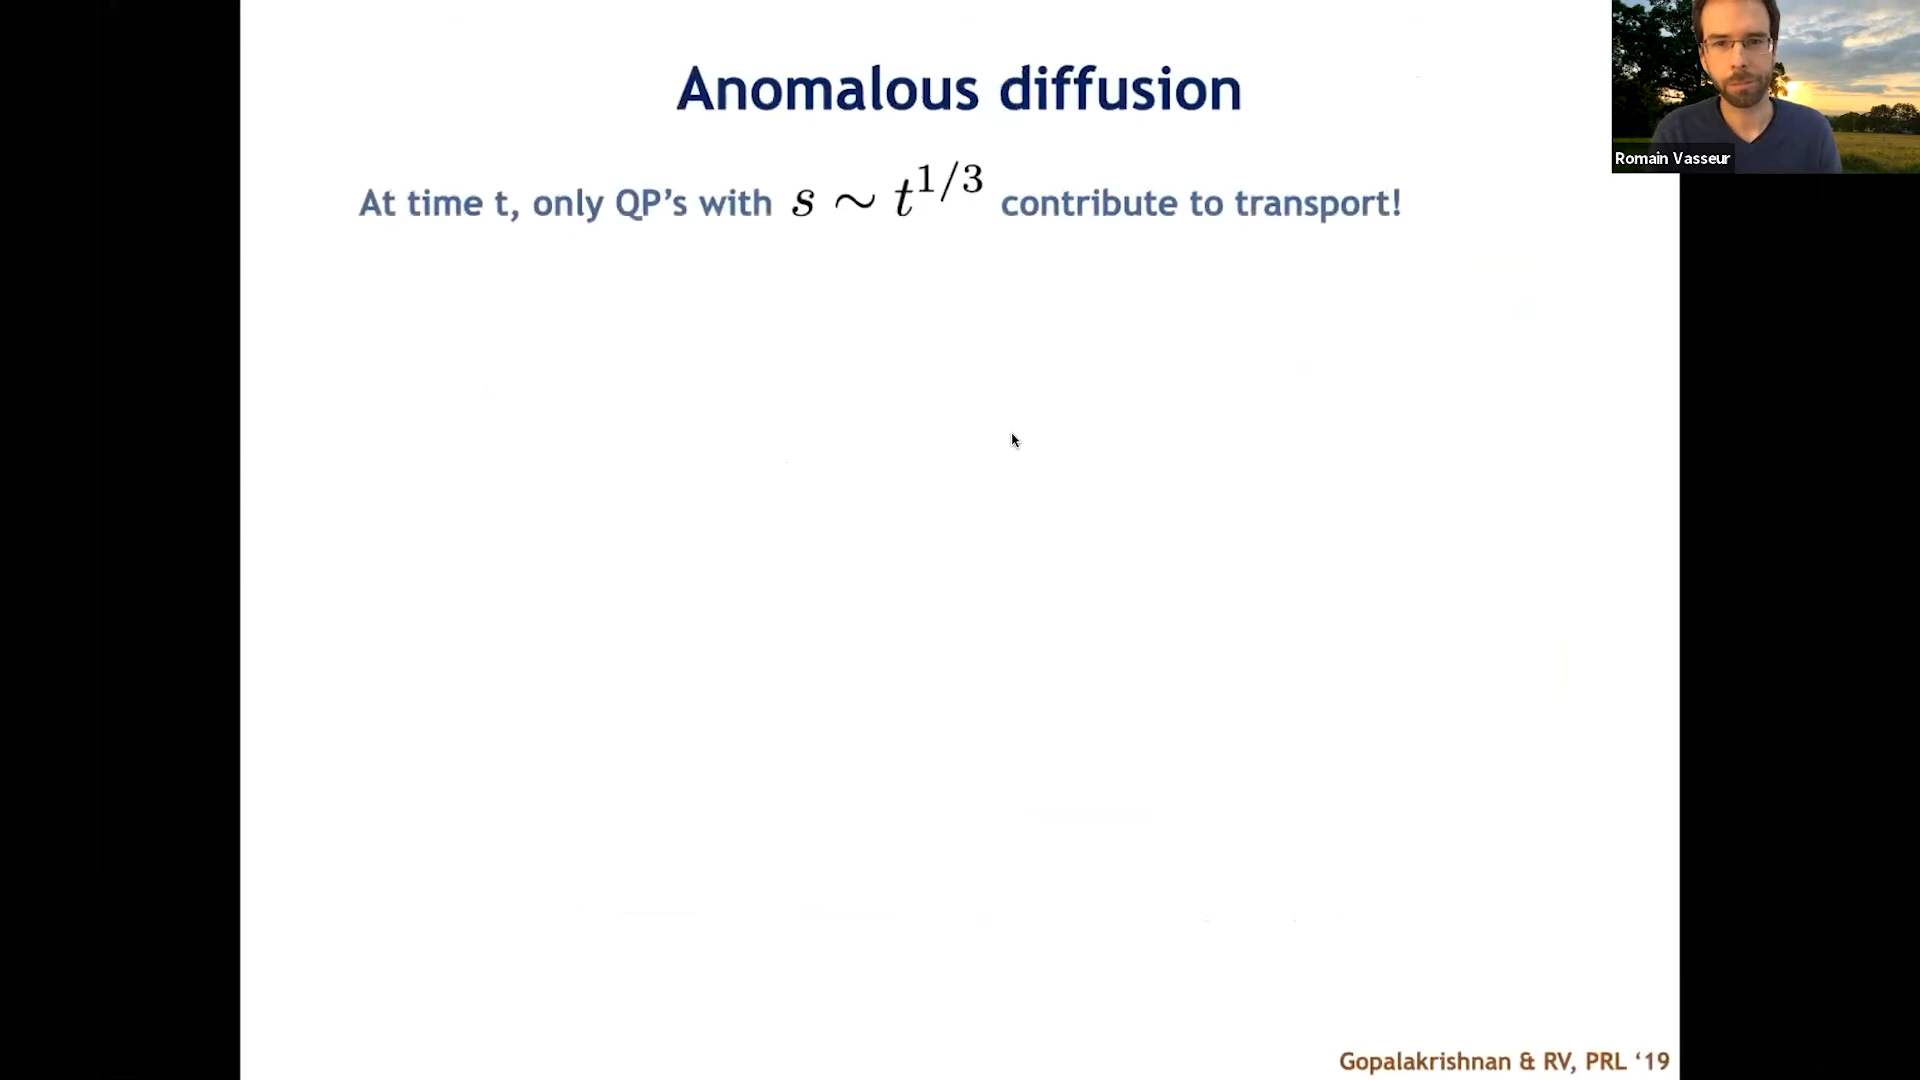 Anomalous diffusion
At time t, only QP's with s ∼ t^{1/3} contribute to transport!
Romain Vasseur
Gopalakrishnan & RV, PRL ‘19